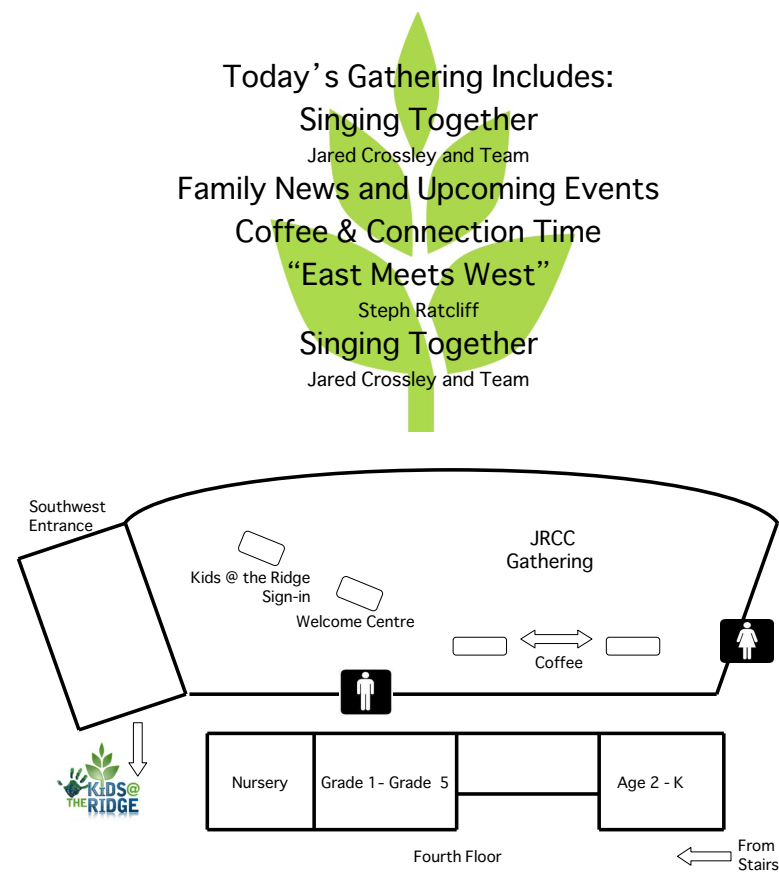 Today’s Gathering Includes:
Singing Together
Jared Crossley and Team
Family News and Upcoming Events
Coffee & Connection Time
“East Meets West”
Steph Ratcliff
Singing Together
Jared Crossley and Team
Southwest
Entrance
JRCC
Gathering
Kids @ the Ridge
Sign-in
Welcome Centre
Coffee
KiDS@
THE RIDGE
Nursery
Grade 1- Grade 5
Age 2 - K
Fourth Floor
From
Stairs